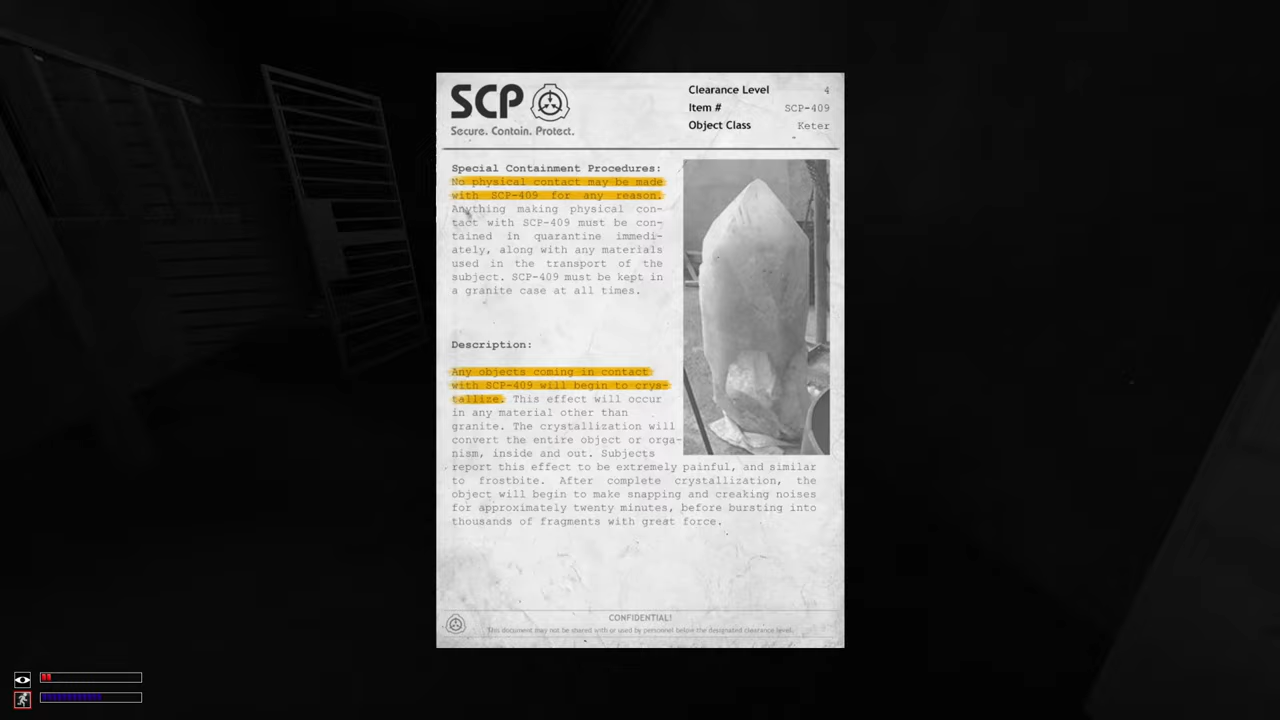 SCP
Secure. Contain. Protect.
Clearance Level 4
Item # SCP-409
Object Class Keter
Special Containment Procedures:
No physical contact may be made
with SCP-409 for any reason.
Anything making physical con-
tact with SCP-409 must be con-
tained in quarantine immedi-
ately, along with any materials
used in the transport of the
subject. SCP-409 must be kept in
a granite case at all times.
Description:
Any objects coming in contact
with SCP-409 will begin to crys-
tallize. This effect will occur
in any material other than
granite. The crystallization will
convert the entire object or orga-
nism, inside and out. Subjects
report this effect to be extremely painful, and similar
to frostbite. After complete crystallization, the
object will begin to make snapping and creaking noises
for approximately twenty minutes, before bursting into
thousands of fragments with great force.
CONFIDENTIAL!
This document may not be shared with or used by personnel below the designated clearance level.